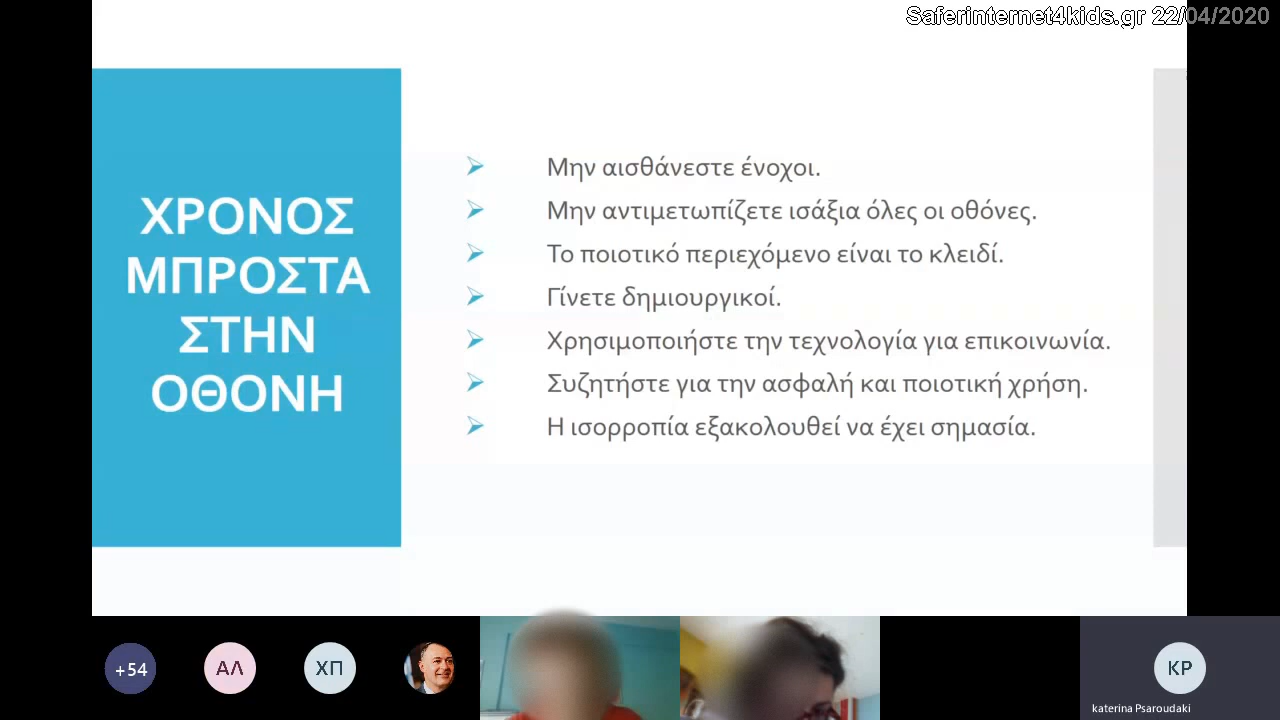 Saferinternet4kids.gr 22/04/2020
ΧΡΟΝΟΣ
ΜΠΡΟΣΤΑ
ΣΤΗΝ
ΟΘΟΝΗ
Μην αισθάνεστε ένοχοι.
Μην αντιμετωπίζετε ισάξια όλες οι οθόνες.
Το ποιοτικό περιεχόμενο είναι το κλειδί.
Γίνετε δημιουργικοί.
Χρησιμοποιήστε την τεχνολογία για επικοινωνία.
Συζητήστε για την ασφαλή και ποιοτική χρήση.
Η ισορροπία εξακολουθεί να έχει σημασία.
+54
ΑΛ
ΧΠ
KP
katerina Psaroudaki